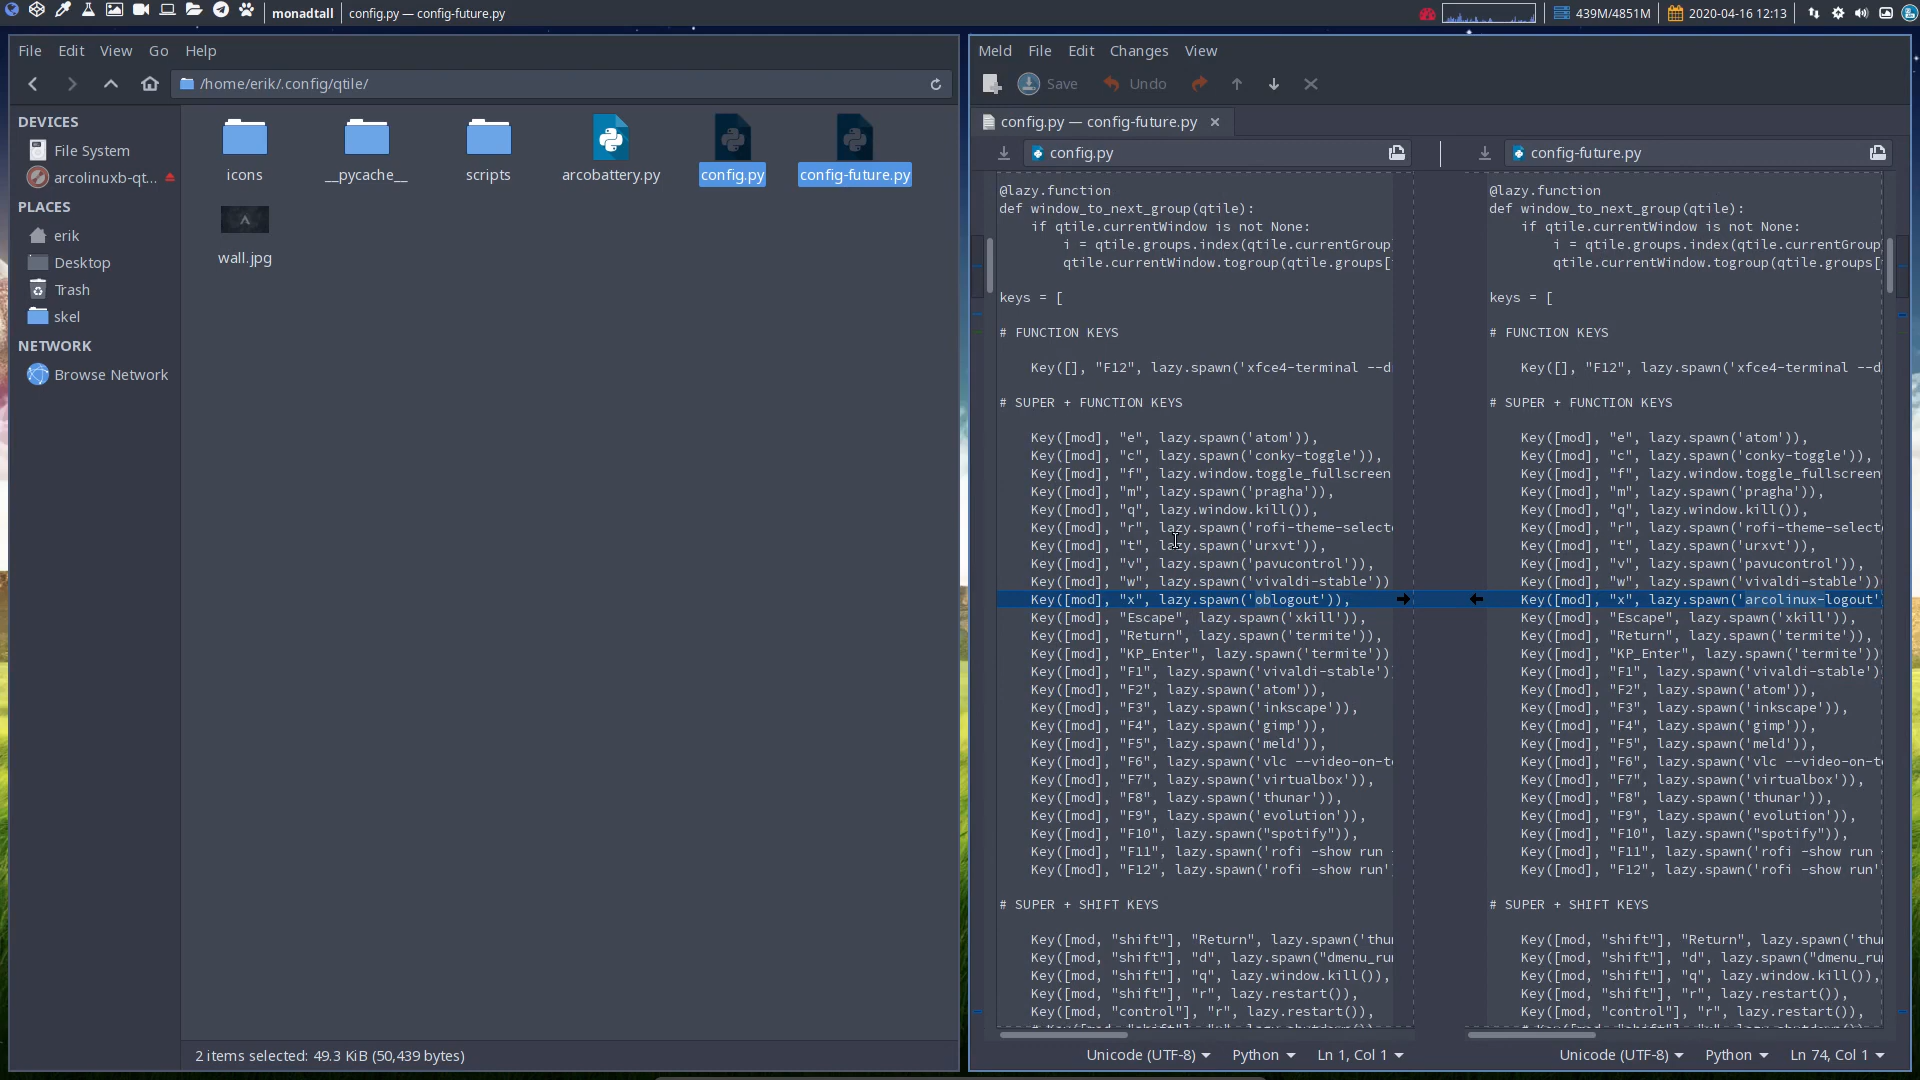 monadtall
config.py — config-future.py
439M/4851M
2020-04-16 12:13
File Edit View Go Help
/home/erik/.config/qtile/
DEVICES
File System
arcolinuxb-qt...
PLACES
erik
Desktop
Trash
skel
NETWORK
Browse Network
icons
__pycache__
scripts
arcobattery.py
config.py
config-future.py
wall.jpg
2 items selected: 49.3 KiB (50,439 bytes)
Meld File Edit Changes View
Save Undo
config.py — config-future.py
config.py
@lazy.function
def window_to_next_group(qtile):
    if qtile.currentWindow is not None:
        i = qtile.groups.index(qtile.currentGroup)
        qtile.currentWindow.togroup(qtile.groups[
keys = [
# FUNCTION KEYS
    Key([], "F12", lazy.spawn('xfce4-terminal --d
# SUPER + FUNCTION KEYS
    Key([mod], "e", lazy.spawn('atom')),
    Key([mod], "c", lazy.spawn('conky-toggle')),
    Key([mod], "f", lazy.window.toggle_fullscreen
    Key([mod], "m", lazy.spawn('pragha')),
    Key([mod], "q", lazy.window.kill()),
    Key([mod], "r", lazy.spawn('rofi-theme-select
    Key([mod], "t", lazy.spawn('urxvt')),
    Key([mod], "v", lazy.spawn('pavucontrol')),
    Key([mod], "w", lazy.spawn('vivaldi-stable'))
    Key([mod], "x", lazy.spawn('oblogout')),
    Key([mod], "Escape", lazy.spawn('xkill')),
    Key([mod], "Return", lazy.spawn('termite')),
    Key([mod], "KP_Enter", lazy.spawn('termite'))
    Key([mod], "F1", lazy.spawn('vivaldi-stable')
    Key([mod], "F2", lazy.spawn('atom')),
    Key([mod], "F3", lazy.spawn('inkscape')),
    Key([mod], "F4", lazy.spawn('gimp')),
    Key([mod], "F5", lazy.spawn('meld')),
    Key([mod], "F6", lazy.spawn('vlc --video-on-t
    Key([mod], "F7", lazy.spawn('virtualbox')),
    Key([mod], "F8", lazy.spawn('thunar')),
    Key([mod], "F9", lazy.spawn('evolution')),
    Key([mod], "F10", lazy.spawn("spotify")),
    Key([mod], "F11", lazy.spawn('rofi -show run -
    Key([mod], "F12", lazy.spawn('rofi -show run'
# SUPER + SHIFT KEYS
    Key([mod, "shift"], "Return", lazy.spawn('thu
    Key([mod, "shift"], "d", lazy.spawn("dmenu_ru
    Key([mod, "shift"], "q", lazy.window.kill()),
    Key([mod, "shift"], "r", lazy.restart()),
    Key([mod, "control"], "r", lazy.restart()),
Unicode (UTF-8) Python Ln 1, Col 1
config-future.py
@lazy.function
def window_to_next_group(qtile):
    if qtile.currentWindow is not None:
        i = qtile.groups.index(qtile.currentGroup
        qtile.currentWindow.togroup(qtile.groups[
keys = [
# FUNCTION KEYS
    Key([], "F12", lazy.spawn('xfce4-terminal --d
# SUPER + FUNCTION KEYS
    Key([mod], "e", lazy.spawn('atom')),
    Key([mod], "c", lazy.spawn('conky-toggle')),
    Key([mod], "f", lazy.window.toggle_fullscreen
    Key([mod], "m", lazy.spawn('pragha')),
    Key([mod], "q", lazy.window.kill()),
    Key([mod], "r", lazy.spawn('rofi-theme-select
    Key([mod], "t", lazy.spawn('urxvt')),
    Key([mod], "v", lazy.spawn('pavucontrol')),
    Key([mod], "w", lazy.spawn('vivaldi-stable'))
    Key([mod], "x", lazy.spawn('arcolinux-logout'
    Key([mod], "Escape", lazy.spawn('xkill')),
    Key([mod], "Return", lazy.spawn('termite')),
    Key([mod], "KP_Enter", lazy.spawn('termite'))
    Key([mod], "F1", lazy.spawn('vivaldi-stable')
    Key([mod], "F2", lazy.spawn('atom')),
    Key([mod], "F3", lazy.spawn('inkscape')),
    Key([mod], "F4", lazy.spawn('gimp')),
    Key([mod], "F5", lazy.spawn('meld')),
    Key([mod], "F6", lazy.spawn('vlc --video-on-t
    Key([mod], "F7", lazy.spawn('virtualbox')),
    Key([mod], "F8", lazy.spawn('thunar')),
    Key([mod], "F9", lazy.spawn('evolution')),
    Key([mod], "F10", lazy.spawn("spotify")),
    Key([mod], "F11", lazy.spawn('rofi -show run
    Key([mod], "F12", lazy.spawn('rofi -show run'
# SUPER + SHIFT KEYS
    Key([mod, "shift"], "Return", lazy.spawn('thu
    Key([mod, "shift"], "d", lazy.spawn("dmenu_ru
    Key([mod, "shift"], "q", lazy.window.kill()),
    Key([mod, "shift"], "r", lazy.restart()),
    Key([mod, "control"], "r", lazy.restart()),
Unicode (UTF-8) Python Ln 74, Col 1